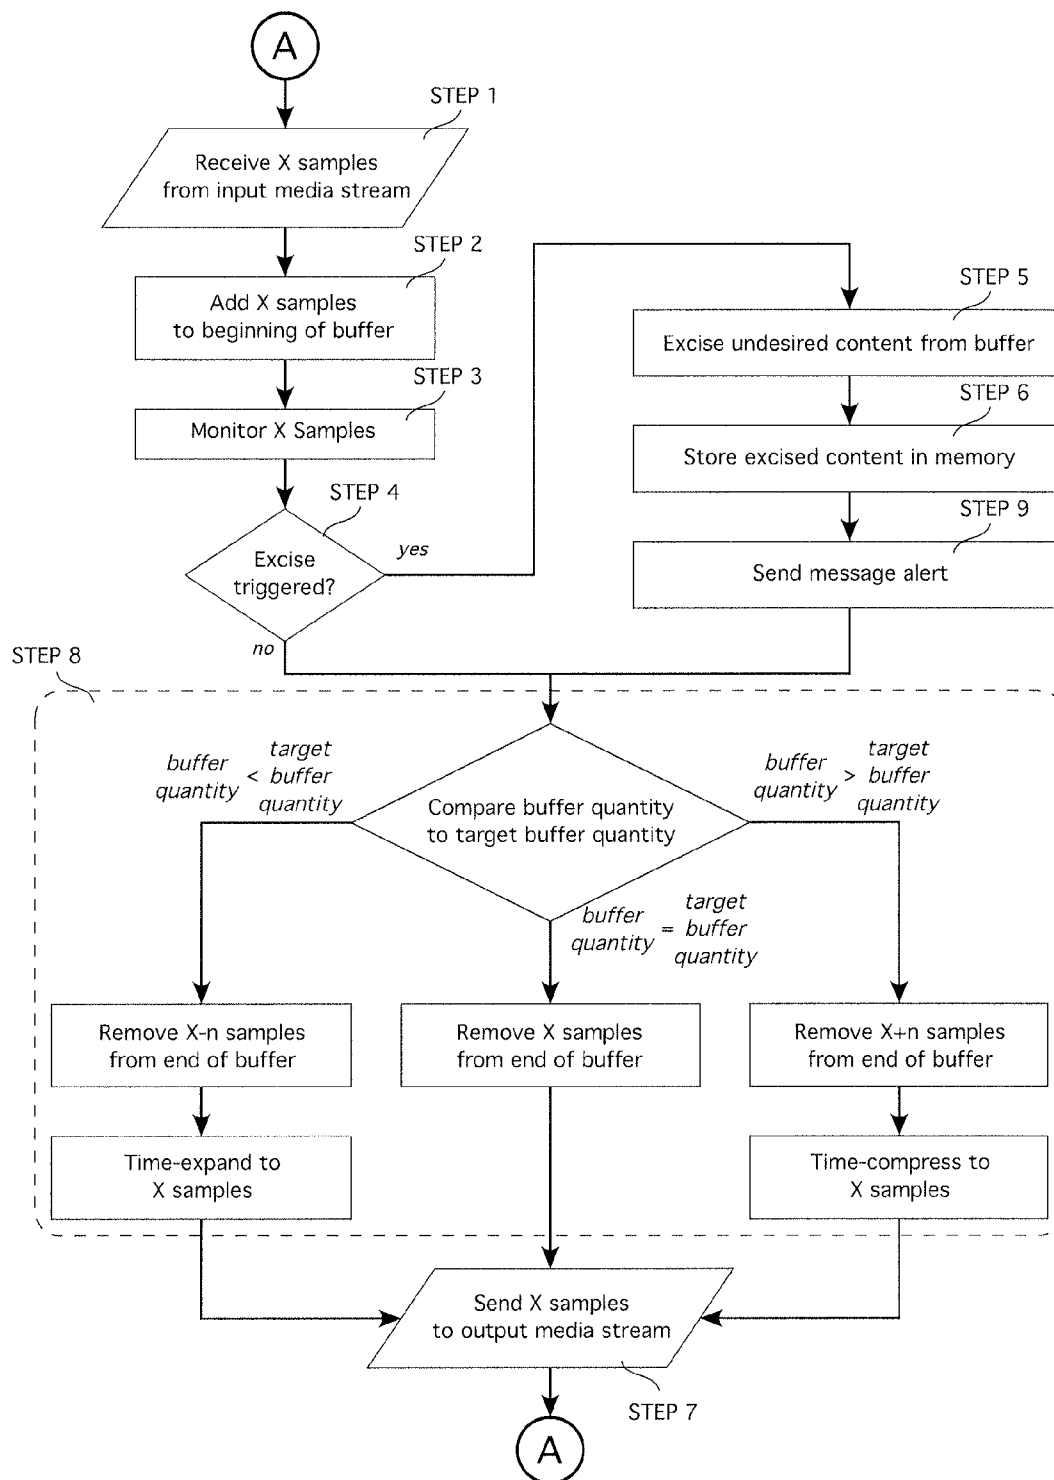 A
STEP 1
Receive X samples
from input media stream
STEP 2
Add X samples
to beginning of buffer
STEP 3
Monitor X Samples
STEP 4
Excise
triggered?
yes
no
STEP 5
Excise undesired content from buffer
STEP 6
Store excised content in memory
STEP 9
Send message alert
STEP 8
Compare buffer quantity
to target buffer quantity
buffer
quantity
<
target
buffer
quantity
buffer
quantity
=
target
buffer
quantity
buffer
quantity
>
target
buffer
quantity
Remove X-n samples
from end of buffer
Remove X samples
from end of buffer
Remove X+n samples
from end of buffer
Time-expand to
X samples
Time-compress to
X samples
Send X samples
to output media stream
STEP 7
A